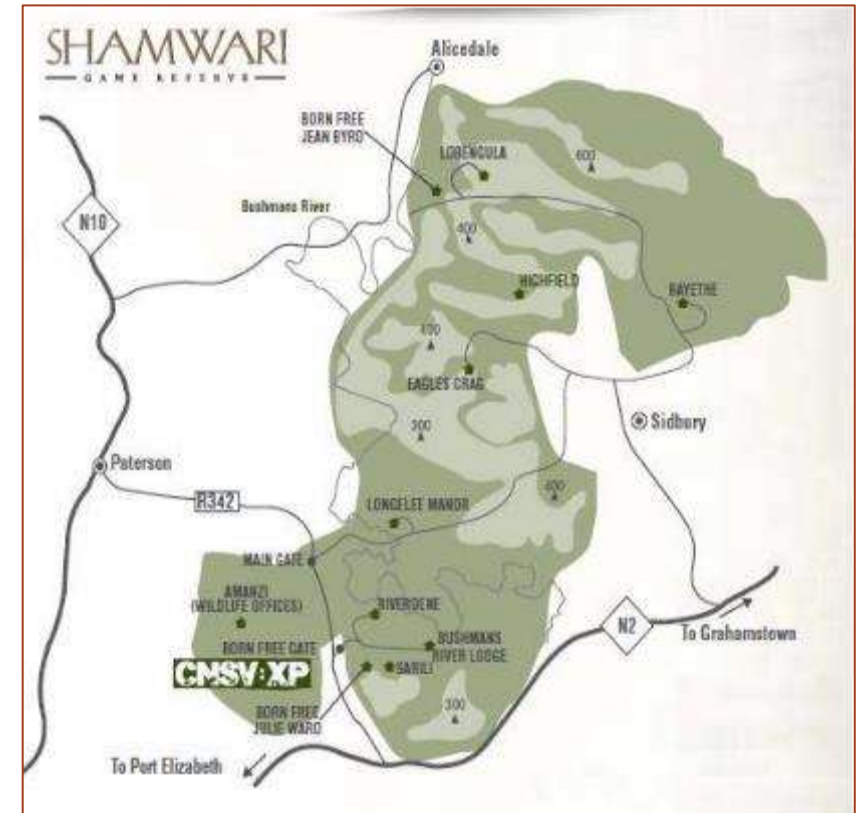 SHAMWARI
GAME RESERVE
Alicedale
BORN FREE
JEAN BYRD
LOBENGULA
600
Bushmans River
N10
400
HIGHFIELD
BAYETHE
400
EAGLES CRAG
Sidbury
300
Paterson
400
R342
LONGLEE MANOR
MAIN GATE
AMANZI
(WILDLIFE OFFICES)
RIVERDENE
N2
To Grahamstown
BORN FREE GATE
BUSHMANS
RIVER LODGE
CMSV:XP
SARILI
BORN FREE
JULIE WARD
300
To Port Elizabeth